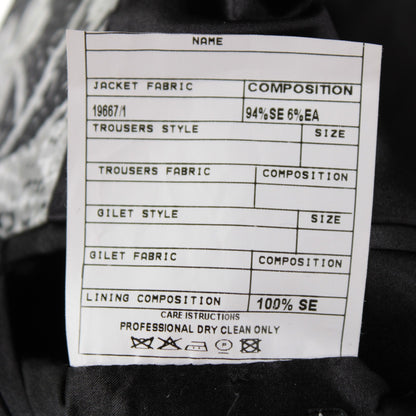 NAME
JACKET FABRIC COMPOSITION
19667/1 94%SE 6%EA
TROUSERS STYLE SIZE
TROUSERS FABRIC COMPOSITION
GILET STYLE SIZE
GILET FABRIC COMPOSITION
LINING COMPOSITION 100% SE
CARE ISTRUCTIONS
PROFESSIONAL DRY CLEAN ONLY